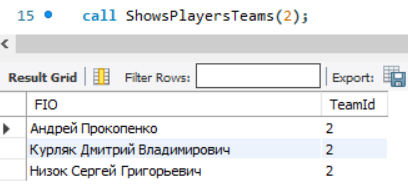 15 call ShowsPlayersTeams(2);
Result Grid Filter Rows: Export:
FIO TeamId
Андрей Прокопенко 2
Курляк Дмитрий Владимирович 2
Низок Сергей Григорьевич 2